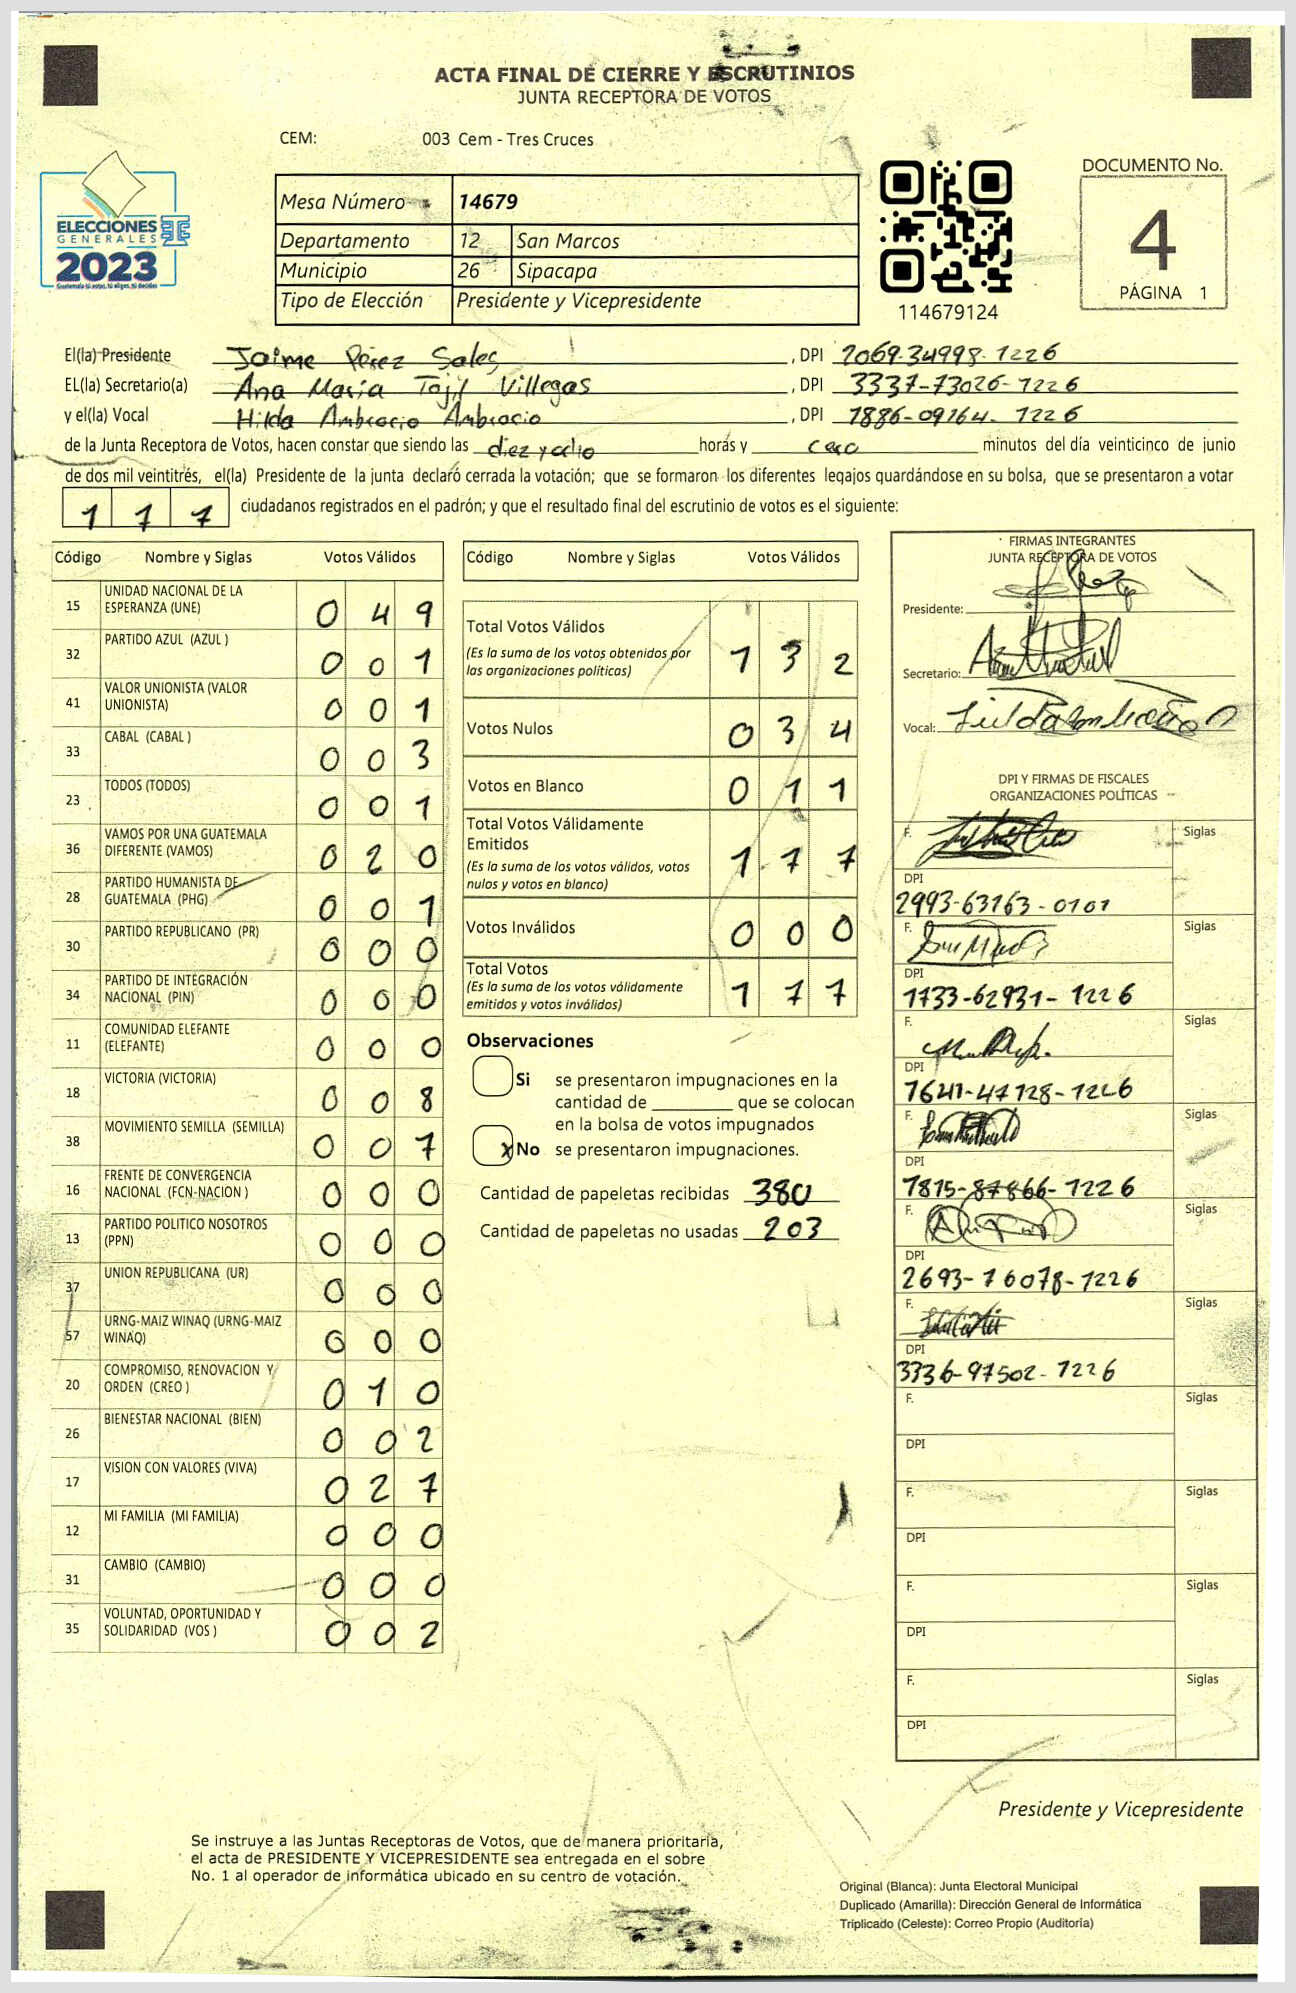 ACTA FINAL DE CIERRE Y ESCRUTINIOS
JUNTA RECEPTORA DE VOTOS
CEM: 003 Cem - Tres Cruces
ELECCIONES
GENERALES
2023
Guatemala tú votas, tú eliges, tú decides
Mesa Número 14679
Departamento 12 San Marcos
Municipio 26 Sipacapa
Tipo de Elección Presidente y Vicepresidente
114679124
DOCUMENTO No.
4
PÁGINA 1
El(la) Presidente Jaime Pérez Sales, DPI 2069-34998-1226
EL(la) Secretario(a) Ana María Tojil Villegas, DPI 3337-73026-1226
y el(la) Vocal Hilda Ambrocio Ambrocio, DPI 1886-09164-1226
de la Junta Receptora de Votos, hacen constar que siendo las diez y ocho horas y cero minutos del día veinticinco de junio
de dos mil veintitrés, el(la) Presidente de la junta declaró cerrada la votación; que se formaron los diferentes legajos guardándose en su bolsa, que se presentaron a votar
1 7 7 ciudadanos registrados en el padrón; y que el resultado final del escrutinio de votos es el siguiente:
Código Nombre y Siglas Votos Válidos
15 UNIDAD NACIONAL DE LA
ESPERANZA (UNE) 0 4 9
32 PARTIDO AZUL (AZUL ) 0 0 1
41 VALOR UNIONISTA (VALOR
UNIONISTA) 0 0 1
33 CABAL (CABAL ) 0 0 3
23 TODOS (TODOS) 0 0 1
36 VAMOS POR UNA GUATEMALA
DIFERENTE (VAMOS) 0 2 0
28 PARTIDO HUMANISTA DE
GUATEMALA (PHG) 0 0 1
30 PARTIDO REPUBLICANO (PR) 0 0 0
34 PARTIDO DE INTEGRACIÓN
NACIONAL (PIN) 0 0 0
11 COMUNIDAD ELEFANTE
(ELEFANTE) 0 0 0
18 VICTORIA (VICTORIA) 0 0 8
38 MOVIMIENTO SEMILLA (SEMILLA) 0 0 7
16 FRENTE DE CONVERGENCIA
NACIONAL (FCN-NACION ) 0 0 0
13 PARTIDO POLITICO NOSOTROS
(PPN) 0 0 0
37 UNION REPUBLICANA (UR) 0 0 0
57 URNG-MAIZ WINAQ (URNG-MAIZ
WINAQ) 0 0 0
20 COMPROMISO, RENOVACION Y
ORDEN (CREO ) 0 1 0
26 BIENESTAR NACIONAL (BIEN) 0 0 2
17 VISION CON VALORES (VIVA) 0 2 7
12 MI FAMILIA (MI FAMILIA) 0 0 0
31 CAMBIO (CAMBIO) 0 0 0
35 VOLUNTAD, OPORTUNIDAD Y
SOLIDARIDAD (VOS ) 0 0 2
Código Nombre y Siglas Votos Válidos
Total Votos Válidos
(Es la suma de los votos obtenidos por
las organizaciones políticas) 1 3 2
Votos Nulos 0 3 4
Votos en Blanco 0 1 1
Total Votos Válidamente
Emitidos
(Es la suma de los votos válidos, votos
nulos y votos en blanco) 1 7 7
Votos Inválidos 0 0 0
Total Votos
(Es la suma de los votos válidamente
emitidos y votos inválidos) 1 7 7
Observaciones
Si se presentaron impugnaciones en la
cantidad de ________ que se colocan
en la bolsa de votos impugnados
X No se presentaron impugnaciones.
Cantidad de papeletas recibidas 380
Cantidad de papeletas no usadas 203
FIRMAS INTEGRANTES
JUNTA RECEPTORA DE VOTOS
Presidente:
Secretario:
Vocal:
DPI Y FIRMAS DE FISCALES
ORGANIZACIONES POLÍTICAS
F. Siglas
DPI
2993-63163-0101
F. Siglas
DPI
1733-62931-1226
F. Siglas
DPI
1641-47128-1226
F. Siglas
DPI
1815-87866-1226
F. Siglas
DPI
2693-16078-1226
F. Siglas
DPI
3336-97502-1226
F. Siglas
DPI
F. Siglas
DPI
F. Siglas
DPI
F. Siglas
DPI
Presidente y Vicepresidente
Se instruye a las Juntas Receptoras de Votos, que de manera prioritaria,
el acta de PRESIDENTE Y VICEPRESIDENTE sea entregada en el sobre
No. 1 al operador de informática ubicado en su centro de votación.
Original (Blanca): Junta Electoral Municipal
Duplicado (Amarilla): Dirección General de Informática
Triplicado (Celeste): Correo Propio (Auditoría)